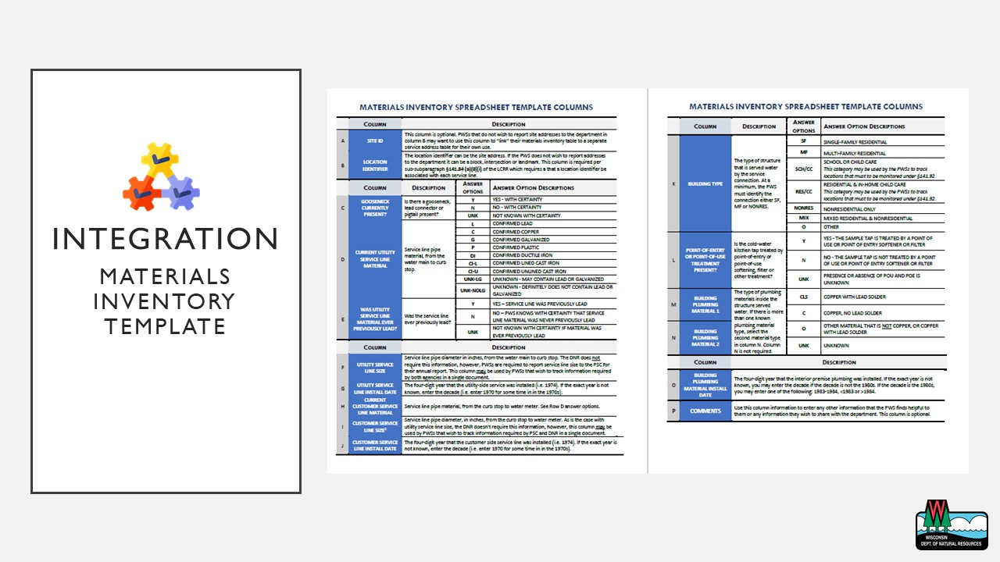 INTEGRATION
MATERIALS
INVENTORY
TEMPLATE
MATERIALS INVENTORY SPREADSHEET TEMPLATE COLUMNS
COLUMN DESCRIPTION
A SITE ID This column is optional. PWSs that do not wish to report site addresses to the department in
column B may want to use this column to "link" their materials inventory table to a separate
service address table for their own use.
B LOCATION IDENTIFIER The location identifier can be the site address. If the PWS does not wish to report addresses
to the department it can be a block, intersection or landmark. This column is required per
sub-subparagraph §141.84 (a)(8)(i) of the LCRR which requires a that a location identifier be
associated with each service line.
COLUMN DESCRIPTION ANSWER OPTIONS ANSWER OPTION DESCRIPTIONS
C GOOSENECK CURRENTLY PRESENT? Is there a gooseneck, lead connector or pigtail present?
Y YES - WITH CERTAINTY
N NO - WITH CERTAINTY
UNK NOT KNOWN WITH CERTAINTY
D CURRENT UTILITY SERVICE LINE MATERIAL Service line pipe material, from the water main to curb stop.
L CONFIRMED LEAD
C CONFIRMED COPPER
G CONFIRMED GALVANIZED
P CONFIRMED PLASTIC
DI CONFIRMED DUCTILE IRON
CI-L CONFIRMED LINED CAST IRON
CI-U CONFIRMED UNLINED CAST IRON
UNK-LG UNKNOWN - MAY CONTAIN LEAD OR GALVANIZED
UNK-NOLG UNKNOWN - DEFINITELY DOES NOT CONTAIN LEAD OR
GALVANIZED
E WAS UTILITY SERVICE LINE MATERIAL EVER PREVIOUSLY LEAD? Was the service line ever previously lead?
Y YES – SERVICE LINE WAS PREVIOUSLY LEAD
N NO – PWS KNOWS WITH CERTAINTY THAT SERVICE
LINE MATERIAL WAS NEVER PREVIOUSLY LEAD
UNK NOT KNOWN WITH CERTAINTY IF MATERIAL WAS
EVER PREVIOUSLY LEAD
COLUMN DESCRIPTION
F UTILITY SERVICE LINE SIZE Service line pipe diameter in inches, from the water main to curb stop. The DNR does not
require this information, however, PWSs are required to report service line size to the PSC for
their annual report. This column may be used by PWSs that wish to track information required
by both agencies in a single document.
G UTILITY SERVICE LINE INSTALL DATE The four-digit year that the utility-side service was installed (i.e. 1974). If the exact year is not
known, enter the decade (i.e. enter 1970 for some time in in the 1970s).
H CURRENT CUSTOMER SERVICE LINE MATERIAL Service line pipe material, from the curb stop to water meter. See Row D answer options.
I CUSTOMER SERVICE LINE SIZE Service line pipe diameter, in inches, from the curb stop to water meter. As is the case with
utility service line size, the DNR doesn't require this information, however, this column may be
used by PWSs that wish to track information required by PSC and DNR in a single document.
J CUSTOMER SERVICE LINE INSTALL DATE The four-digit year that the customer side service line was installed (i.e. 1974). If the exact year is
not known, enter the decade (i.e. enter 1970 for some time in in the 1970s).
MATERIALS INVENTORY SPREADSHEET TEMPLATE COLUMNS
COLUMN DESCRIPTION ANSWER OPTIONS ANSWER OPTION DESCRIPTIONS
K BUILDING TYPE The type of structure that is served water by the service connection. At a minimum, the PWS must identify the connection either SF, MF or NONRES.
SF SINGLE-FAMILY RESIDENTIAL
MF MULTI-FAMILY RESIDENTIAL
SCH/CC SCHOOL OR CHILD CARE
This category may be used by the PWSs to track
locations that must be monitored under §141.92.
RES/CC RESIDENTIAL & IN-HOME CHILD CARE
This category may be used by the PWSs to track
locations that must to be monitored under §141.92.
NONRES NONRESIDENTIAL ONLY
MIX MIXED RESIDENTIAL & NONRESIDENTIAL
O OTHER
L POINT-OF-ENTRY OR POINT-OF-USE TREATMENT PRESENT? Is the cold-water kitchen tap treated by point-of-entry or point-of-use softening, filter or other treatment?
Y YES - THE SAMPLE TAP IS TREATED BY A POINT OF
USE OR POINT OF ENTRY SOFTENER OR FILTER
N NO - THE SAMPLE TAP IS NOT TREATED BY A POINT
OF USE OR POINT OF ENTRY SOFTENER OR FILTER
UNK PRESENCE OR ABSENCE OF POU AND POE IS
UNKNOWN
M BUILDING PLUMBING MATERIAL 1
N BUILDING PLUMBING MATERIAL 2
The type of plumbing materials inside the structure served water. If there is more than one known plumbing material type, select the second material type in column N. Column N is not required.
CLS COPPER WITH LEAD SOLDER
C COPPER, NO LEAD SOLDER
O OTHER MATERIAL THAT IS NOT COPPER, OR COPPER
WITH LEAD SOLDER
UNK UNKNOWN
COLUMN DESCRIPTION
O BUILDING PLUMBING MATERIAL INSTALL DATE The four-digit year that the interior premise plumbing was installed. If the exact year is not
known, you may enter the decade if the decade is not the 1980s. If the decade is the 1980s,
you may enter one of the following: 1983-1984, <1983 or >1984.
P COMMENTS Use this column information to enter any other information that the PWS finds helpful to
them or any information they wish to share with the department. This column is optional.
WISCONSIN
DEPT. OF NATURAL RESOURCES